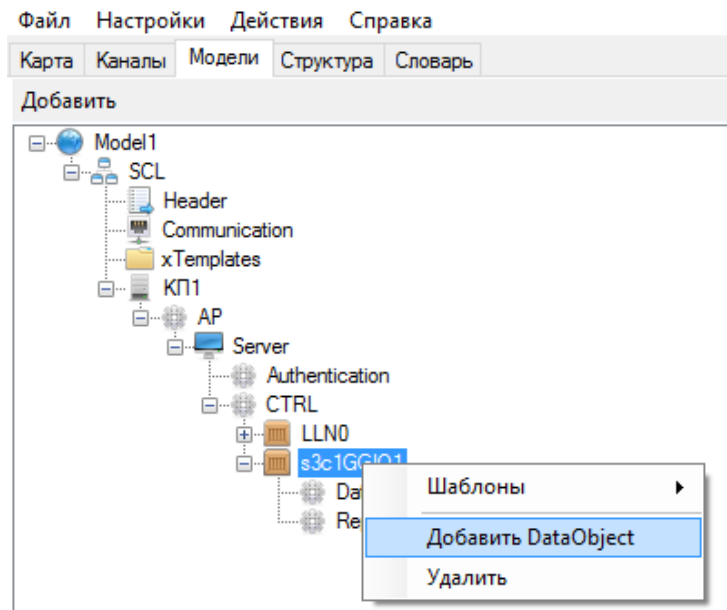 Файл Настройки Действия Справка
Карта Каналы Модели Структура Словарь
Добавить
Model1
SCL
Header
Communication
xTemplates
КП1
AP
Server
Authentication
CTRL
LLN0
s3c1GGIO1
Шаблоны
Добавить DataObject
Удалить